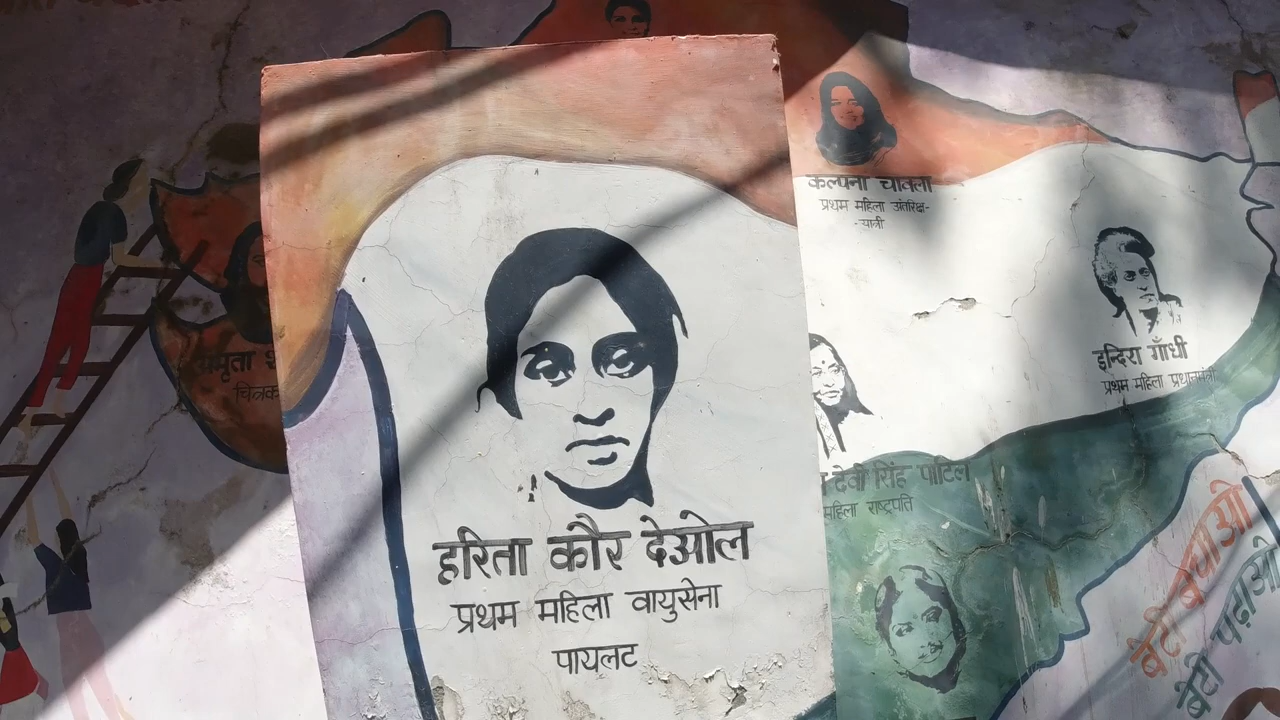 कल्पना चावला
प्रथम महिला अंतरिक्ष-
-यात्री
इन्दिरा गाँधी
प्रथम महिला प्रधानमंत्री
अमृता
देवी सिंह पाटिल
महिला राष्ट्रपति
हरिता कौर देओल
प्रथम महिला वायुसेना
पायलट
बेटी बचाओ
बेटी पढ़ाओ